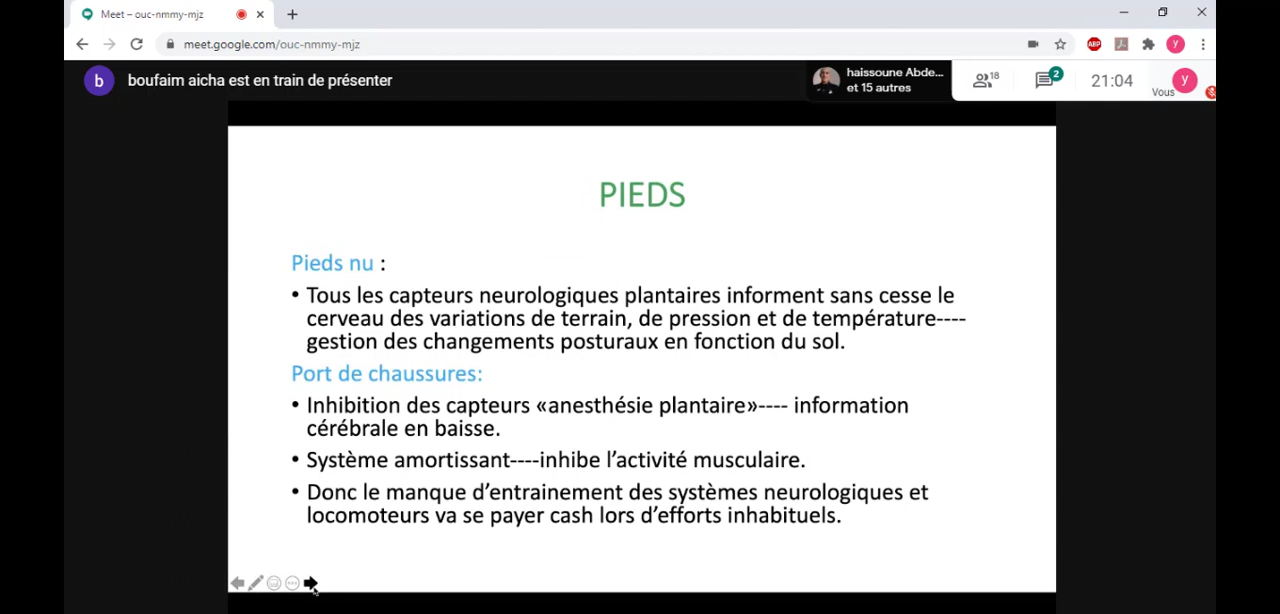 Meet – ouc-nmmy-mjz
meet.google.com/ouc-nmmy-mjz
ABP
y
b
boufaim aicha est en train de présenter
haissoune Abde...
et 15 autres
18
2
21:04
Vous
y
PIEDS
Pieds nu :
• Tous les capteurs neurologiques plantaires informent sans cesse le
cerveau des variations de terrain, de pression et de température----
gestion des changements posturaux en fonction du sol.
Port de chaussures:
• Inhibition des capteurs «anesthésie plantaire»---- information
cérébrale en baisse.
• Système amortissant----inhibe l’activité musculaire.
• Donc le manque d’entrainement des systèmes neurologiques et
locomoteurs va se payer cash lors d’efforts inhabituels.